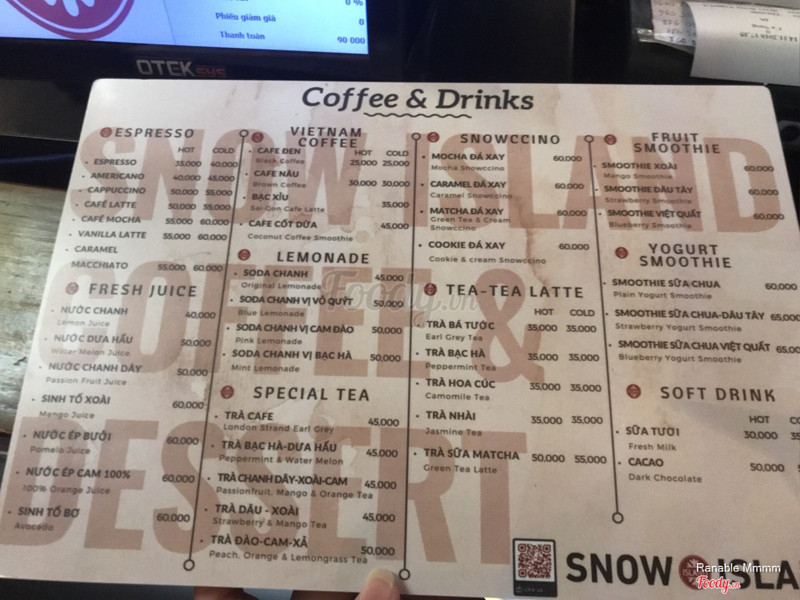 0 %
Phiếu giảm giá 0
Thanh toán 90 000
OTEK SYS
Coffee & Drinks
SNOW ISLAND
COFFEE &
DESSERT
ESPRESSO
HOT COLD
• ESPRESSO 35,000 40,000
• AMERICANO 40,000 45,000
• CAPPUCCINO 50,000 55,000
• CAFÉ LATTE 50,000 55,000
• CAFÉ MOCHA 55,000 60,000
• VANILLA LATTE 55,000 60,000
• CARAMEL
MACCHIATO 55,000 60,000
FRESH JUICE
• NƯỚC CHANH 40,000
Lemon Juice
• NƯỚC DƯA HẤU 50,000
Water Melon Juice
• NƯỚC CHANH DÂY 50,000
Passion Fruit Juice
• SINH TỐ XOÀI 60,000
Mango Juice
• NƯỚC ÉP BƯỞI 60,000
Pomelo Juice
• NƯỚC ÉP CAM 100% 60,000
100% Orange Juice
• SINH TỐ BƠ 60,000
Avocado
VIETNAM
COFFEE
HOT COLD
• CAFE ĐEN 25,000 25,000
Black Coffee
• CAFE NÂU 30,000 30,000
Brown Coffee
• BẠC XỈU 35,000
Sai Gon Cafe Latte
• CAFE CỐT DỪA 45,000
Coconut Coffee Smoothie
LEMONADE
• SODA CHANH 45,000
Original Lemonade
• SODA CHANH VỊ VỎ QUÝT 50,000
Blue Lemonade
• SODA CHANH VỊ CAM ĐÀO 50,000
Pink Lemonade
• SODA CHANH VỊ BẠC HÀ 50,000
Mint Lemonade
SPECIAL TEA
• TRÀ CAFE 45,000
London Strand Earl Grey
• TRÀ BẠC HÀ-DƯA HẤU 45,000
Peppermint & Water Melon
• TRÀ CHANH DÂY-XOÀI-CAM 45,000
Passionfruit, Mango & Orange Tea
• TRÀ DÂU - XOÀI 45,000
Strawberry & Mango Tea
• TRÀ ĐÀO-CAM-XẢ 50,000
Peach, Orange & Lemongrass Tea
SNOWCCINO
• MOCHA ĐÁ XAY 60,000
Mocha Snowccino
• CARAMEL ĐÁ XAY 60,000
Caramel Snowccino
• MATCHA ĐÁ XAY 60,000
Green Tea & Cream
Snowccino
• COOKIE ĐÁ XAY 60,000
Cookie & cream Snowccino
TEA-TEA LATTE
HOT COLD
• TRÀ BÁ TƯỚC 35,000 35,000
Earl Grey Tea
• TRÀ BẠC HÀ 35,000 35,000
Peppermint Tea
• TRÀ HOA CÚC 35,000 35,000
Camomile Tea
• TRÀ NHÀI 35,000 35,000
Jasmine Tea
• TRÀ SỮA MATCHA 50,000 55,000
Green Tea Latte
FRUIT
SMOOTHIE
• SMOOTHIE XOÀI 60,000
Mango Smoothie
• SMOOTHIE DÂU TÂY 60,000
Strawberry Smoothie
• SMOOTHIE VIỆT QUẤT 60,000
Blueberry Smoothie
YOGURT
SMOOTHIE
• SMOOTHIE SỮA CHUA 60,000
Plain Yogurt Smoothie
• SMOOTHIE SỮA CHUA-DÂU TÂY 65,000
Strawberry Yogurt Smoothie
• SMOOTHIE SỮA CHUA VIỆT QUẤT 65,00
Blueberry Yogurt Smoothie
SOFT DRINK
HOT C
• SỮA TƯƠI 30,000 35
Fresh Milk
• CACAO 50,000 5
Dark Chocolate
SNOW ISLA
Foody.vn
Ranable Mmmm
Foody.vn